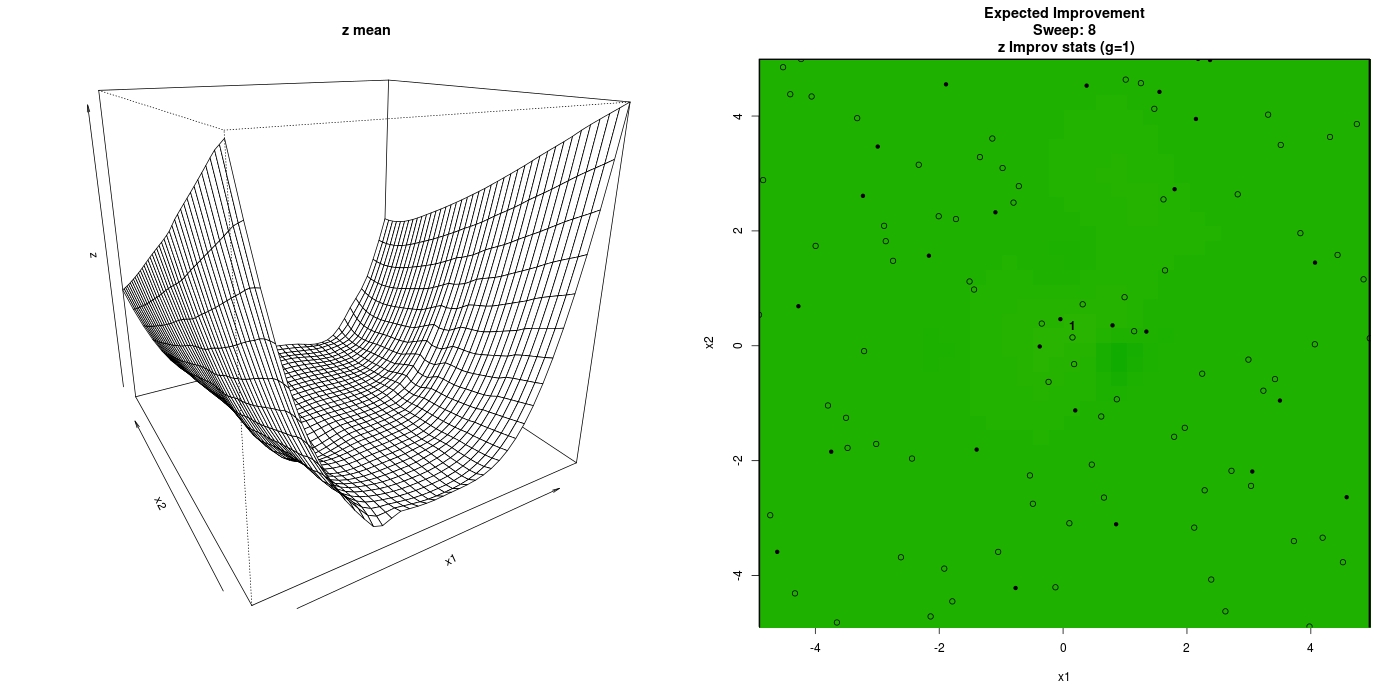 z mean
z
x2
x1
Expected Improvement
Sweep: 8
z Improv stats (g=1)
4
2
0
-2
-4
x2
1
-4
-2
0
2
4
x1